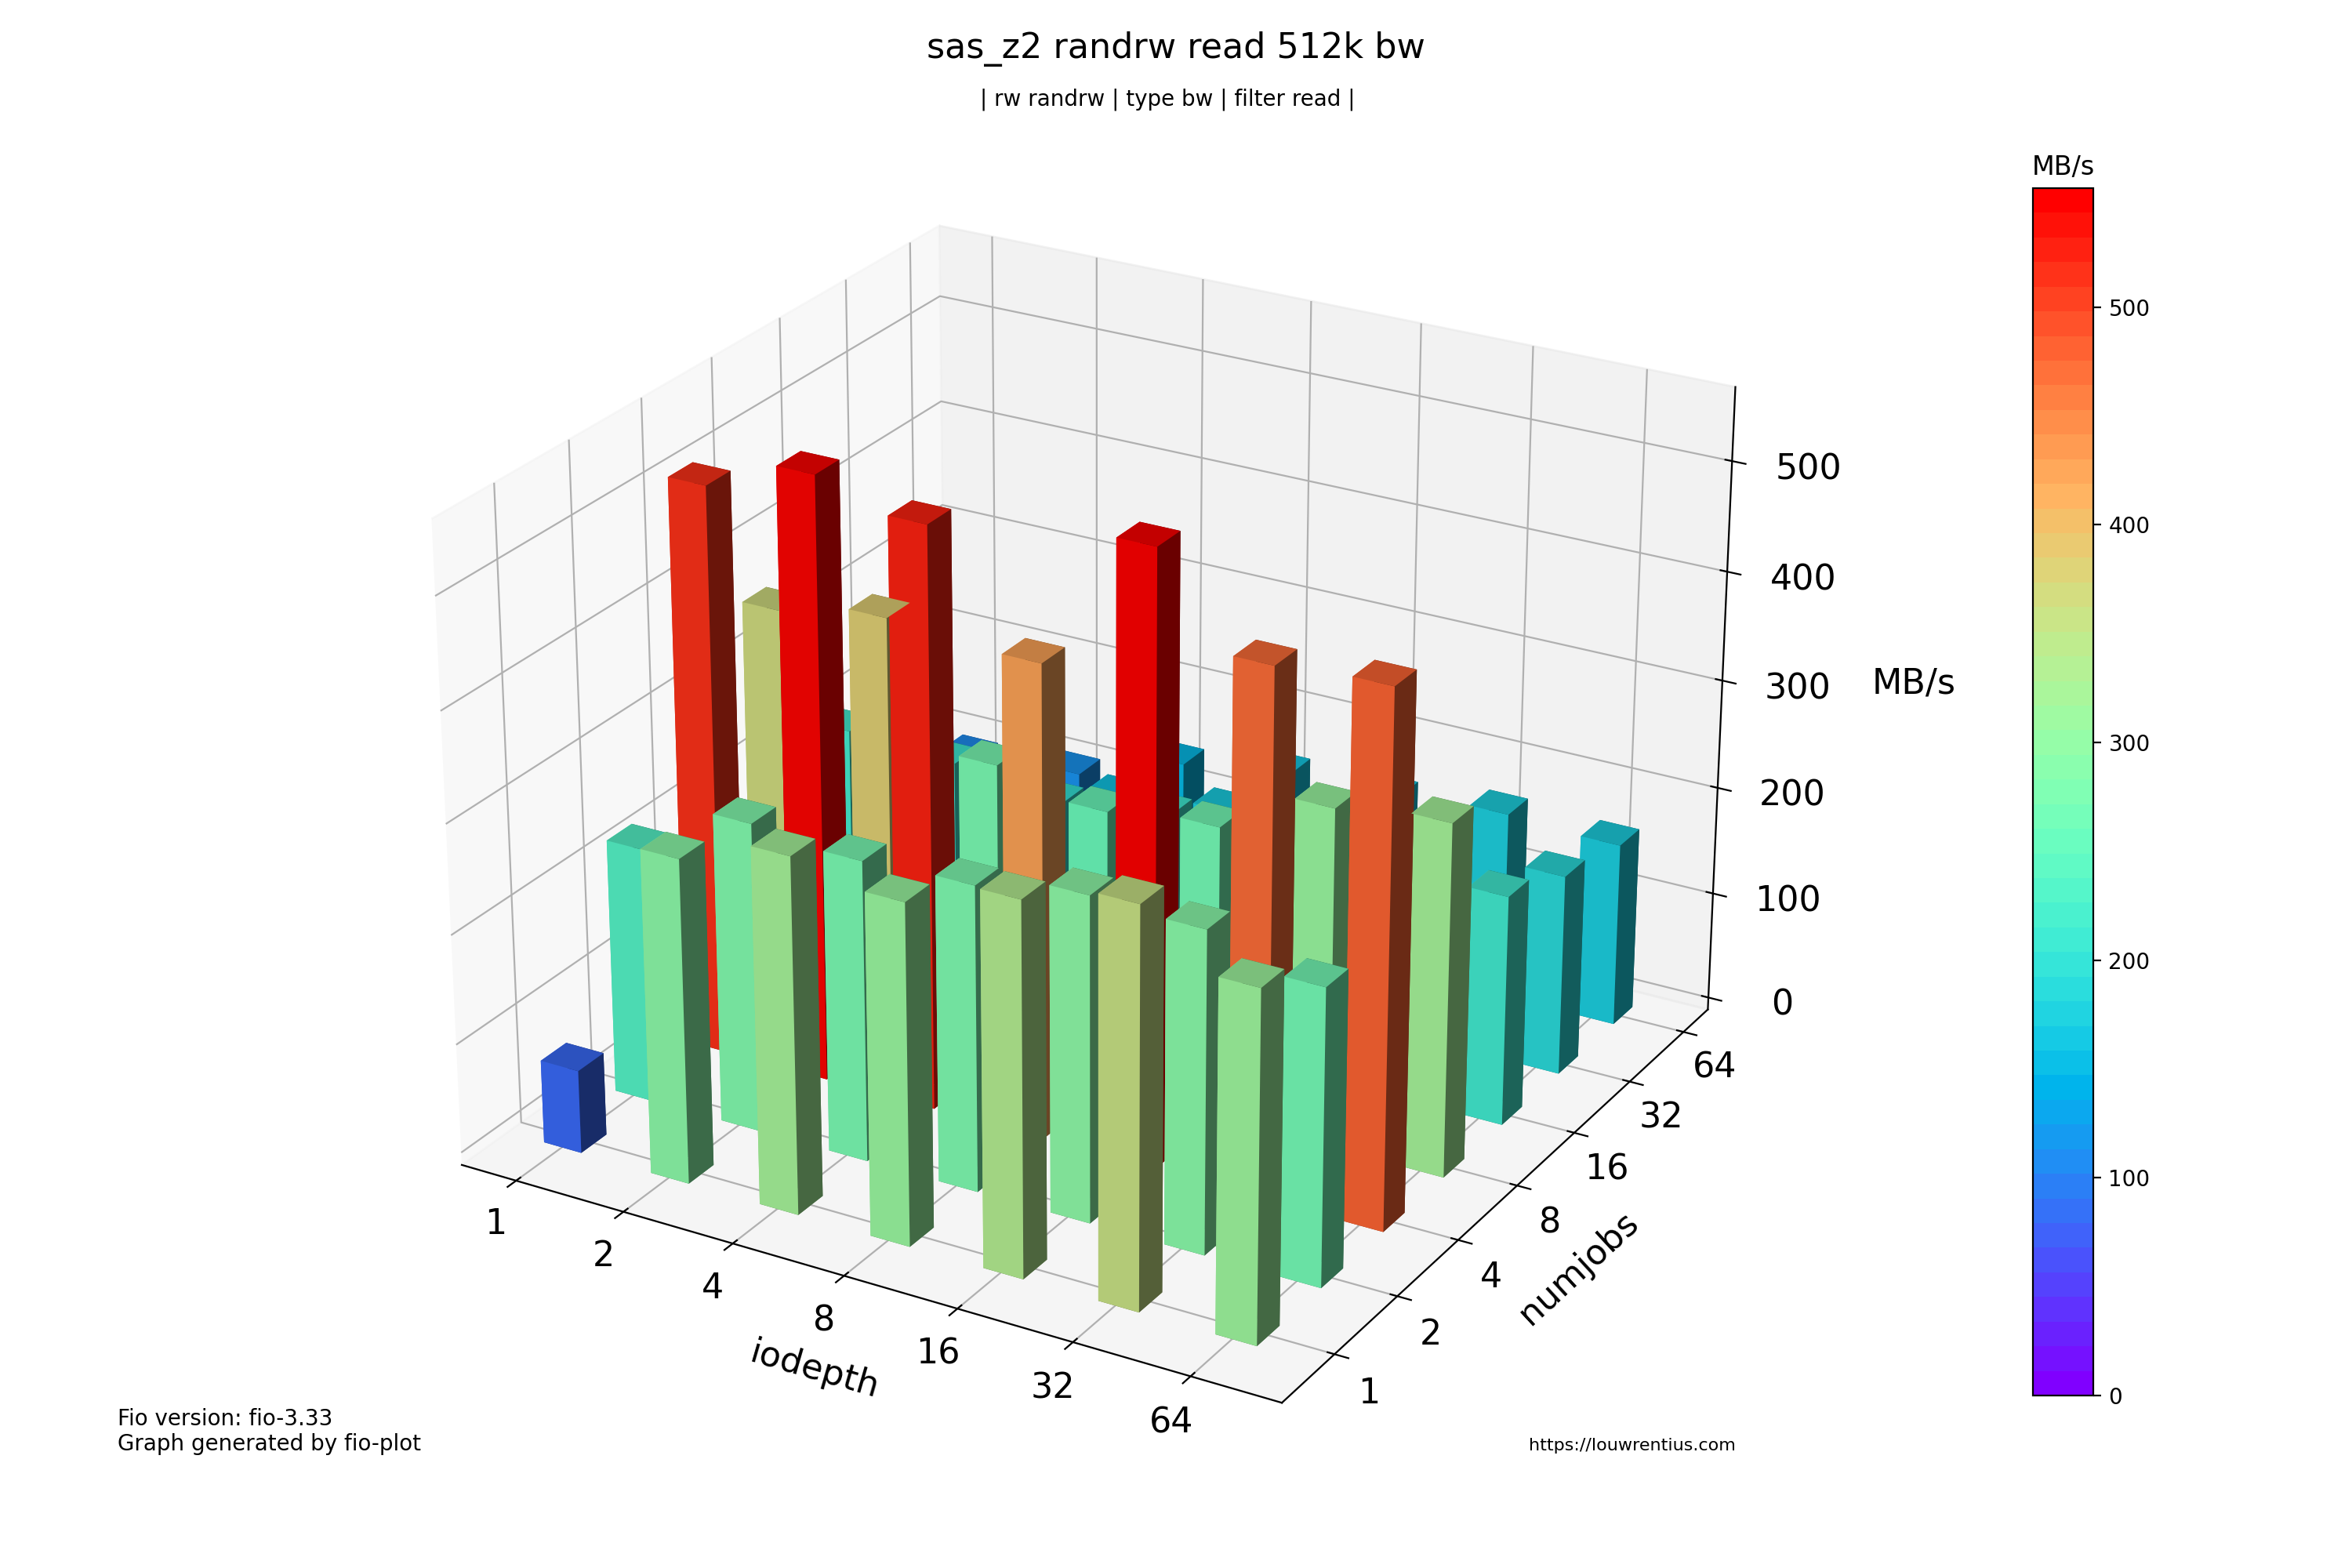 sas_z2 randrw read 512k bw
| rw randrw | type bw | filter read |
MB/s
500
400
300
200
100
0
500
400
300
200
100
0
MB/s
1
2
4
8
16
32
64
iodepth
1
2
4
8
16
32
64
numjobs
Fio version: fio-3.33
Graph generated by fio-plot
https://louwrentius.com